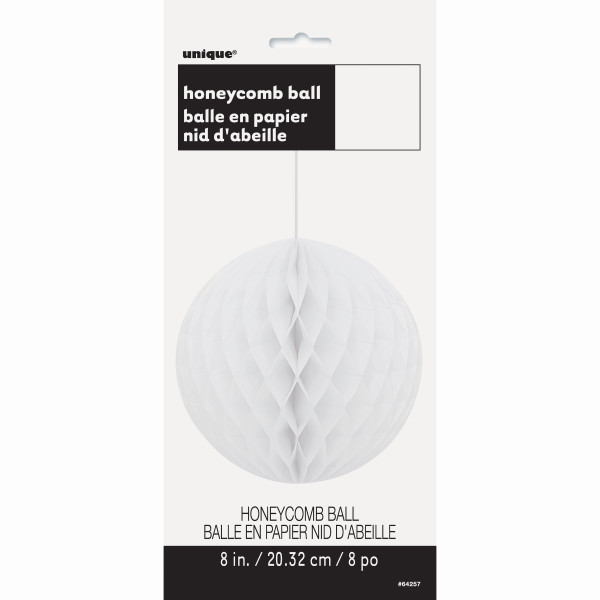 unique®
honeycomb ball
balle en papier
nid d'abeille
HONEYCOMB BALL
BALLE EN PAPIER NID D'ABEILLE
8 in. / 20.32 cm / 8 po
#64257